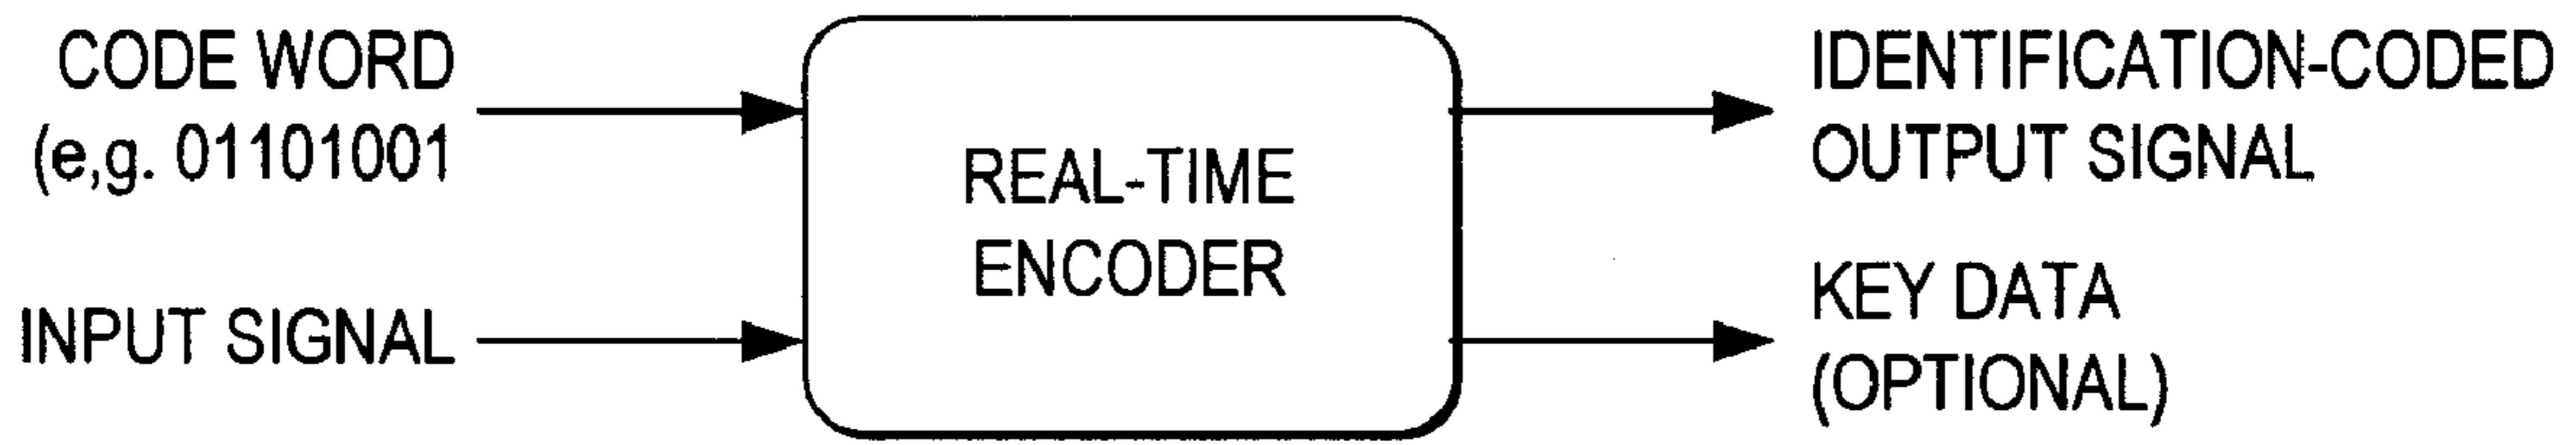 CODE WORD
(e,g. 01101001
INPUT SIGNAL
REAL-TIME
ENCODER
IDENTIFICATION-CODED
OUTPUT SIGNAL
KEY DATA
(OPTIONAL)